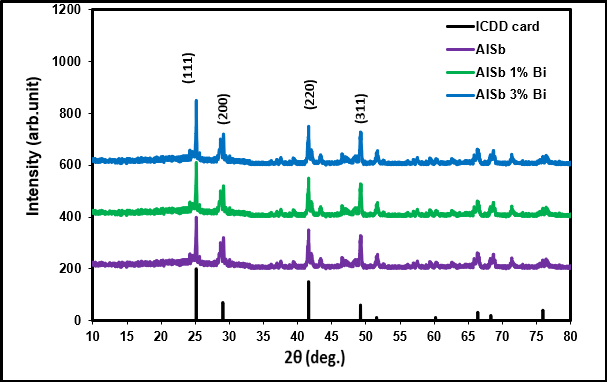 1200
1000
800
600
400
200
0
Intensity (arb.unit)
(111)
(200)
(220)
(311)
ICDD card
AlSb
AlSb 1% Bi
AlSb 3% Bi
10 15 20 25 30 35 40 45 50 55 60 65 70 75 80
2θ (deg.)